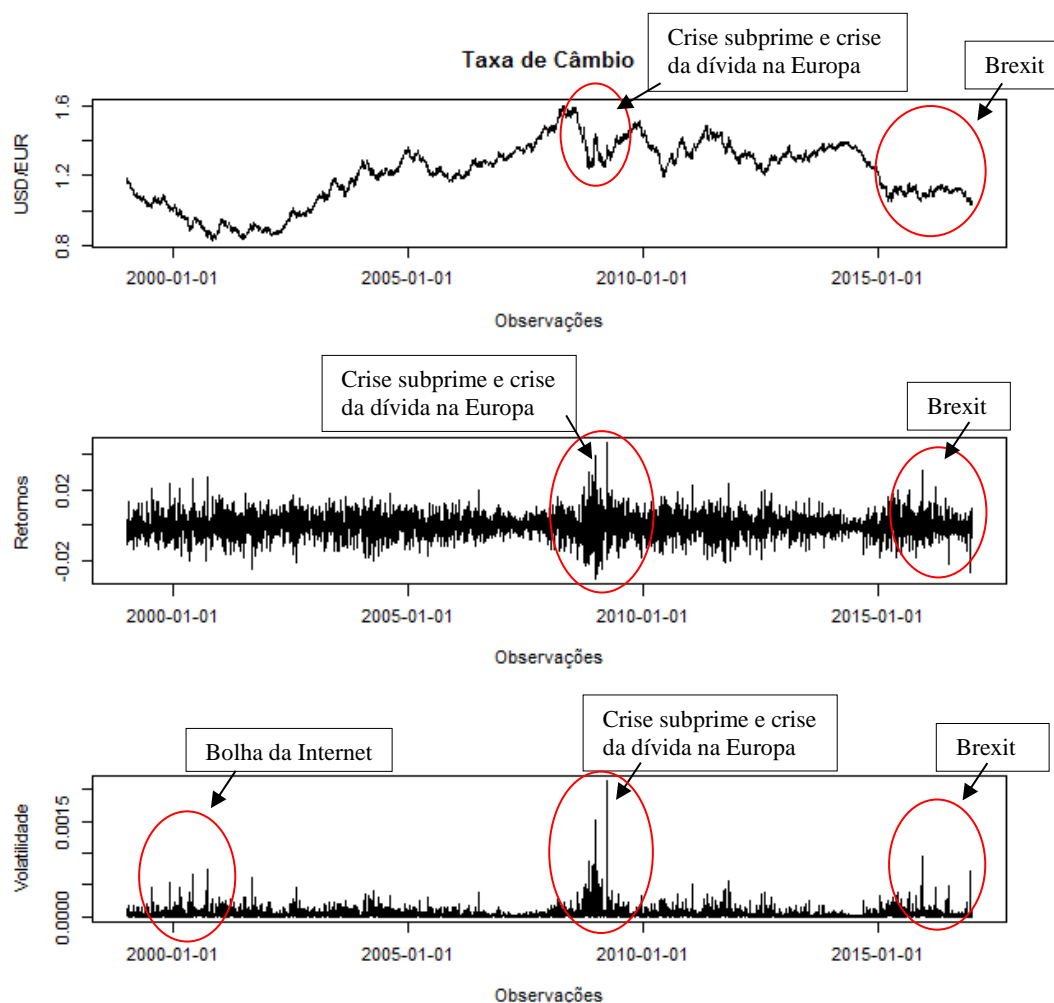 Taxa de Câmbio
Crise subprime e crise
da dívida na Europa
Brexit
USD/EUR
1.6
1.2
0.8
2000-01-01
2005-01-01
2010-01-01
2015-01-01
Observações
Crise subprime e crise
da dívida na Europa
Brexit
Retornos
0.02
-0.02
2000-01-01
2005-01-01
2010-01-01
2015-01-01
Observações
Bolha da Internet
Crise subprime e crise
da dívida na Europa
Brexit
Volatilidade
0.0015
0.0000
2000-01-01
2005-01-01
2010-01-01
2015-01-01
Observações